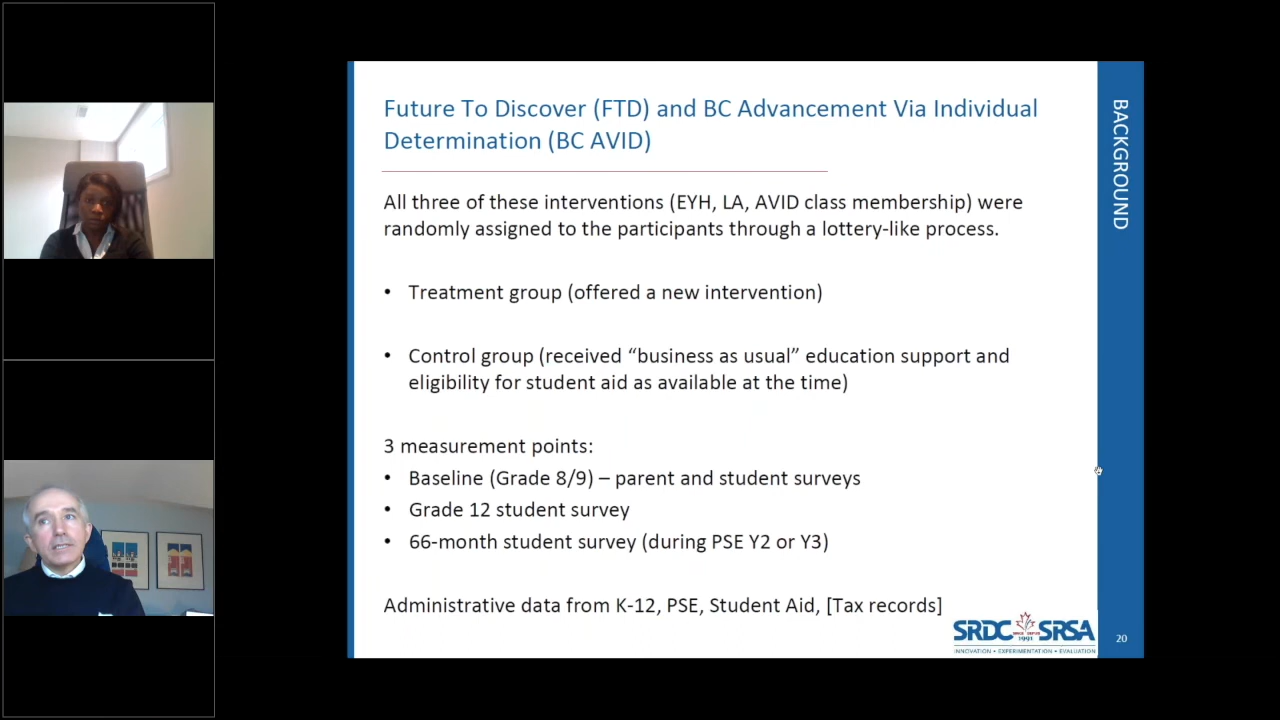 Future To Discover (FTD) and BC Advancement Via Individual
Determination (BC AVID)
All three of these interventions (EYH, LA, AVID class membership) were
randomly assigned to the participants through a lottery-like process.
• Treatment group (offered a new intervention)
• Control group (received “business as usual” education support and
eligibility for student aid as available at the time)
3 measurement points:
• Baseline (Grade 8/9) – parent and student surveys
• Grade 12 student survey
• 66-month student survey (during PSE Y2 or Y3)
Administrative data from K-12, PSE, Student Aid, [Tax records]
BACKGROUND
SRDC SRSA
1991
INNOVATION • EXPERIMENTATION • EVALUATION
20